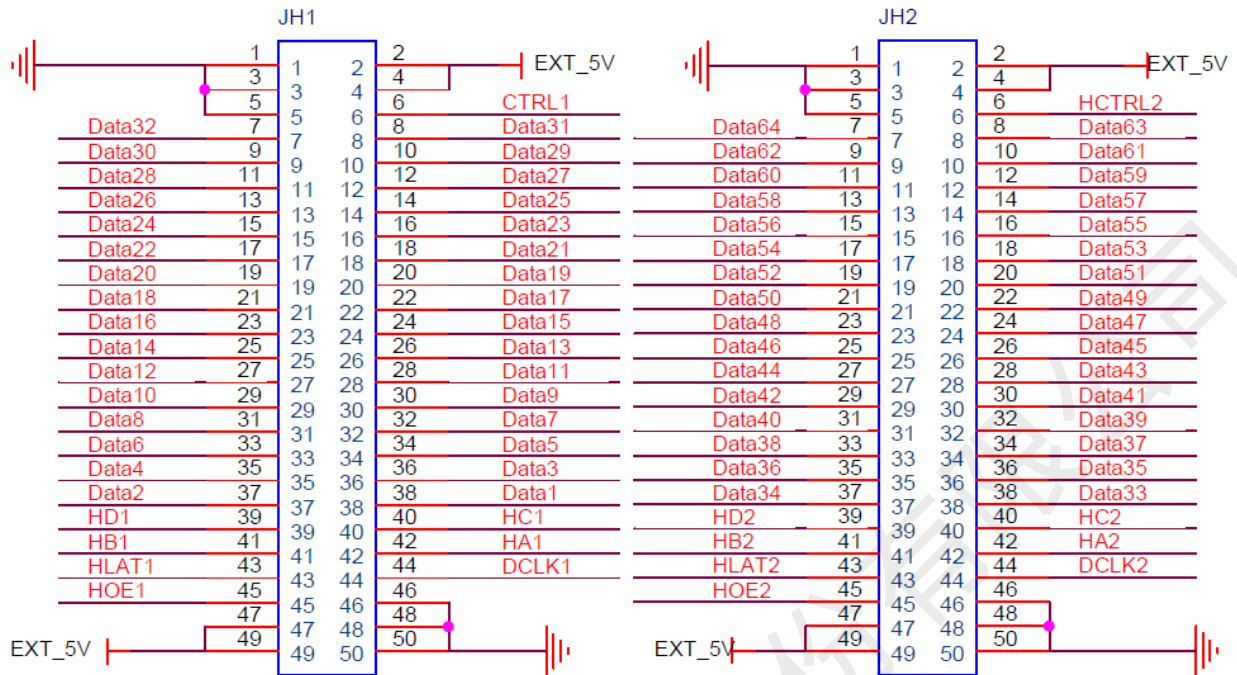 JH1
1 1 2 2 EXT_5V
3 3 4 4
5 5 6 6 CTRL1
Data32 7 7 8 8 Data31
Data30 9 9 10 10 Data29
Data28 11 11 12 12 Data27
Data26 13 13 14 14 Data25
Data24 15 15 16 16 Data23
Data22 17 17 18 18 Data21
Data20 19 19 20 20 Data19
Data18 21 21 22 22 Data17
Data16 23 23 24 24 Data15
Data14 25 25 26 26 Data13
Data12 27 27 28 28 Data11
Data10 29 29 30 30 Data9
Data8 31 31 32 32 Data7
Data6 33 33 34 34 Data5
Data4 35 35 36 36 Data3
Data2 37 37 38 38 Data1
HD1 39 39 40 40 HC1
HB1 41 41 42 42 HA1
HLAT1 43 43 44 44 DCLK1
HOE1 45 45 46 46
47 47 48 48
EXT_5V 49 49 50 50
JH2
1 1 2 2 EXT_5V
3 3 4 4
5 5 6 6 HCTRL2
Data64 7 7 8 8 Data63
Data62 9 9 10 10 Data61
Data60 11 11 12 12 Data59
Data58 13 13 14 14 Data57
Data56 15 15 16 16 Data55
Data54 17 17 18 18 Data53
Data52 19 19 20 20 Data51
Data50 21 21 22 22 Data49
Data48 23 23 24 24 Data47
Data46 25 25 26 26 Data45
Data44 27 27 28 28 Data43
Data42 29 29 30 30 Data41
Data40 31 31 32 32 Data39
Data38 33 33 34 34 Data37
Data36 35 35 36 36 Data35
Data34 37 37 38 38 Data33
HD2 39 39 40 40 HC2
HB2 41 41 42 42 HA2
HLAT2 43 43 44 44 DCLK2
HOE2 45 45 46 46
47 47 48 48
EXT_5V 49 49 50 50
份有限公司